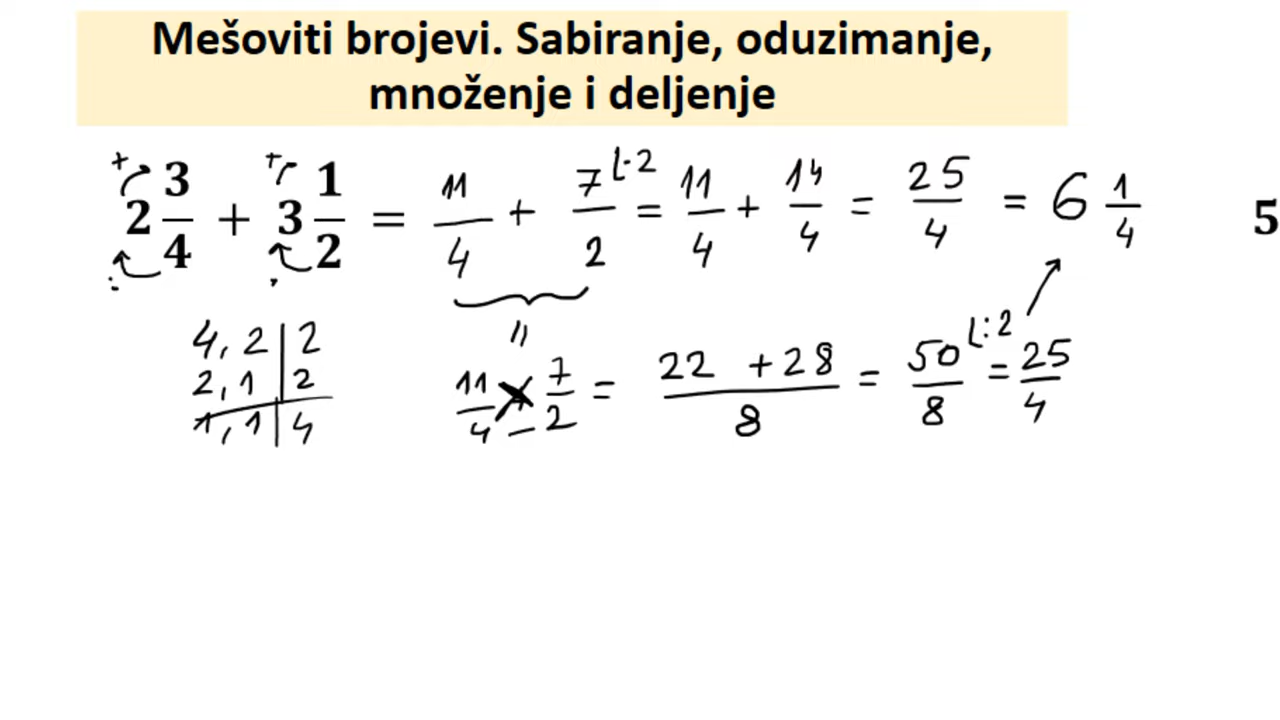 Mešoviti brojevi. Sabiranje, oduzimanje,
množenje i deljenje
2 3/4 + 3 1/2 = 11/4 + 7/2 = 11/4 + 14/4 = 25/4 = 6 1/4 5
4, 2 | 2
2, 1 | 2
1, 1 | 4
11/4 + 7/2 = 22 + 28 / 8 = 50/8 = 25/4